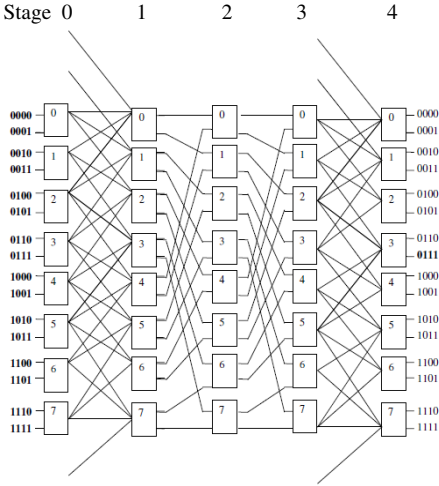 Stage 0 1 2 3 4
0000 0 0 0 0 0 0000
0001 0001
0010 1 1 1 1 1 0010
0011 0011
0100 2 2 2 2 2 0100
0101 0101
0110 3 3 3 3 3 0110
0111 0111
1000 4 4 4 4 4 1000
1001 1001
1010 5 5 5 5 5 1010
1011 1011
1100 6 6 6 6 6 1100
1101 1101
1110 7 7 7 7 7 1110
1111 1111